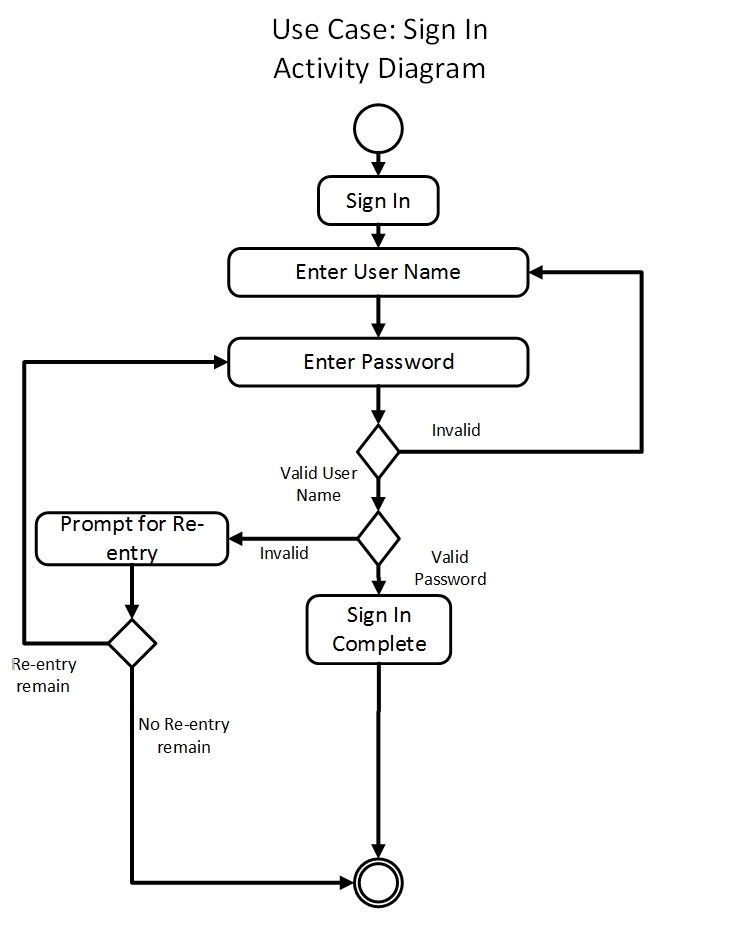 Use Case: Sign In
Activity Diagram
Sign In
Enter User Name
Enter Password
Invalid
Valid User
Name
Prompt for Re-
entry
Invalid
Valid
Password
Sign In
Complete
Re-entry
remain
No Re-entry
remain